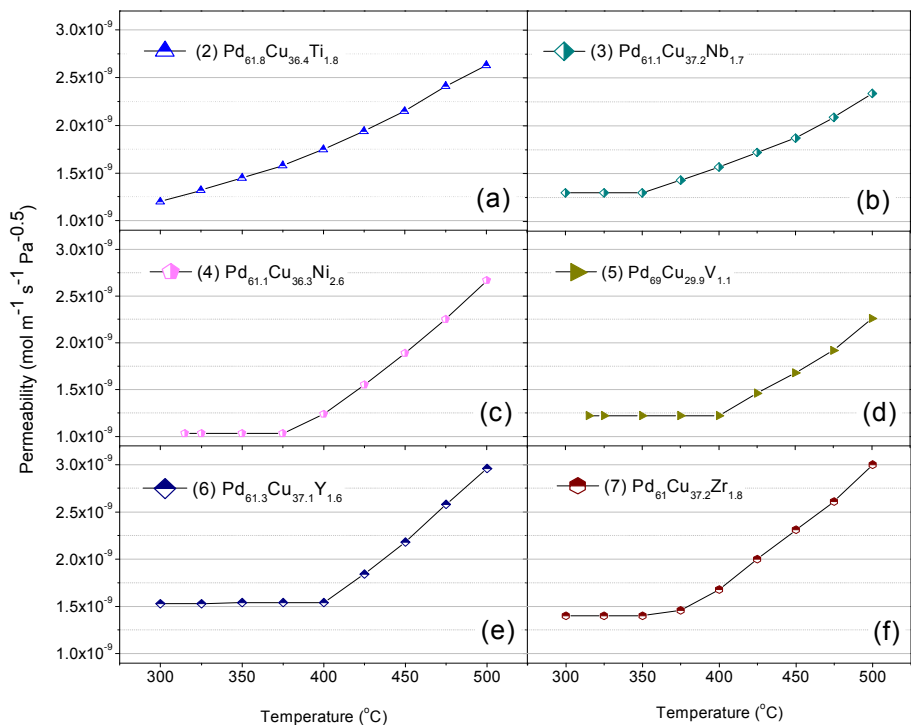 Permeability (mol m⁻¹ s⁻¹ Pa⁻⁰·⁵)
3.0x10⁻⁹
2.5x10⁻⁹
2.0x10⁻⁹
1.5x10⁻⁹
1.0x10⁻⁹
(2) Pd₆₁.₈Cu₃₆.₄Ti₁.₈
(a)
(3) Pd₆₁.₁Cu₃₇.₂Nb₁.₇
(b)
3.0x10⁻⁹
2.5x10⁻⁹
2.0x10⁻⁹
1.5x10⁻⁹
1.0x10⁻⁹
(4) Pd₆₁.₁Cu₃₆.₃Ni₂.₆
(c)
(5) Pd₆₉Cu₂₉.₉V₁.₁
(d)
3.0x10⁻⁹
2.5x10⁻⁹
2.0x10⁻⁹
1.5x10⁻⁹
1.0x10⁻⁹
(6) Pd₆₁.₃Cu₃₇.₁Y₁.₆
(e)
(7) Pd₆₁Cu₃₇.₂Zr₁.₈
(f)
300 350 400 450 500
300 350 400 450 500
Temperature (°C)
Temperature (°C)